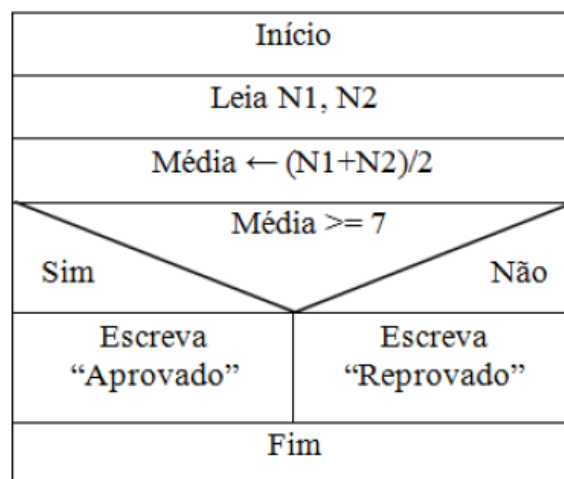 Início
Leia N1, N2
Média ← (N1+N2)/2
Média >= 7
Sim
Não
Escreva
“Aprovado”
Escreva
“Reprovado”
Fim